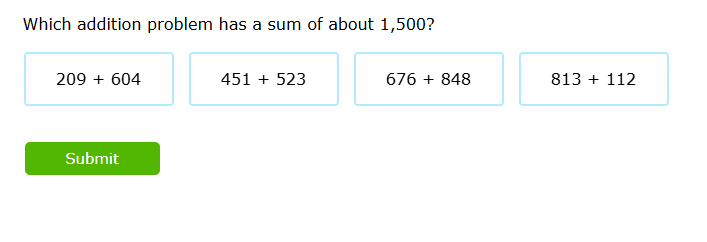 Which addition problem has a sum of about 1,500?
209 + 604
451 + 523
676 + 848
813 + 112
Submit